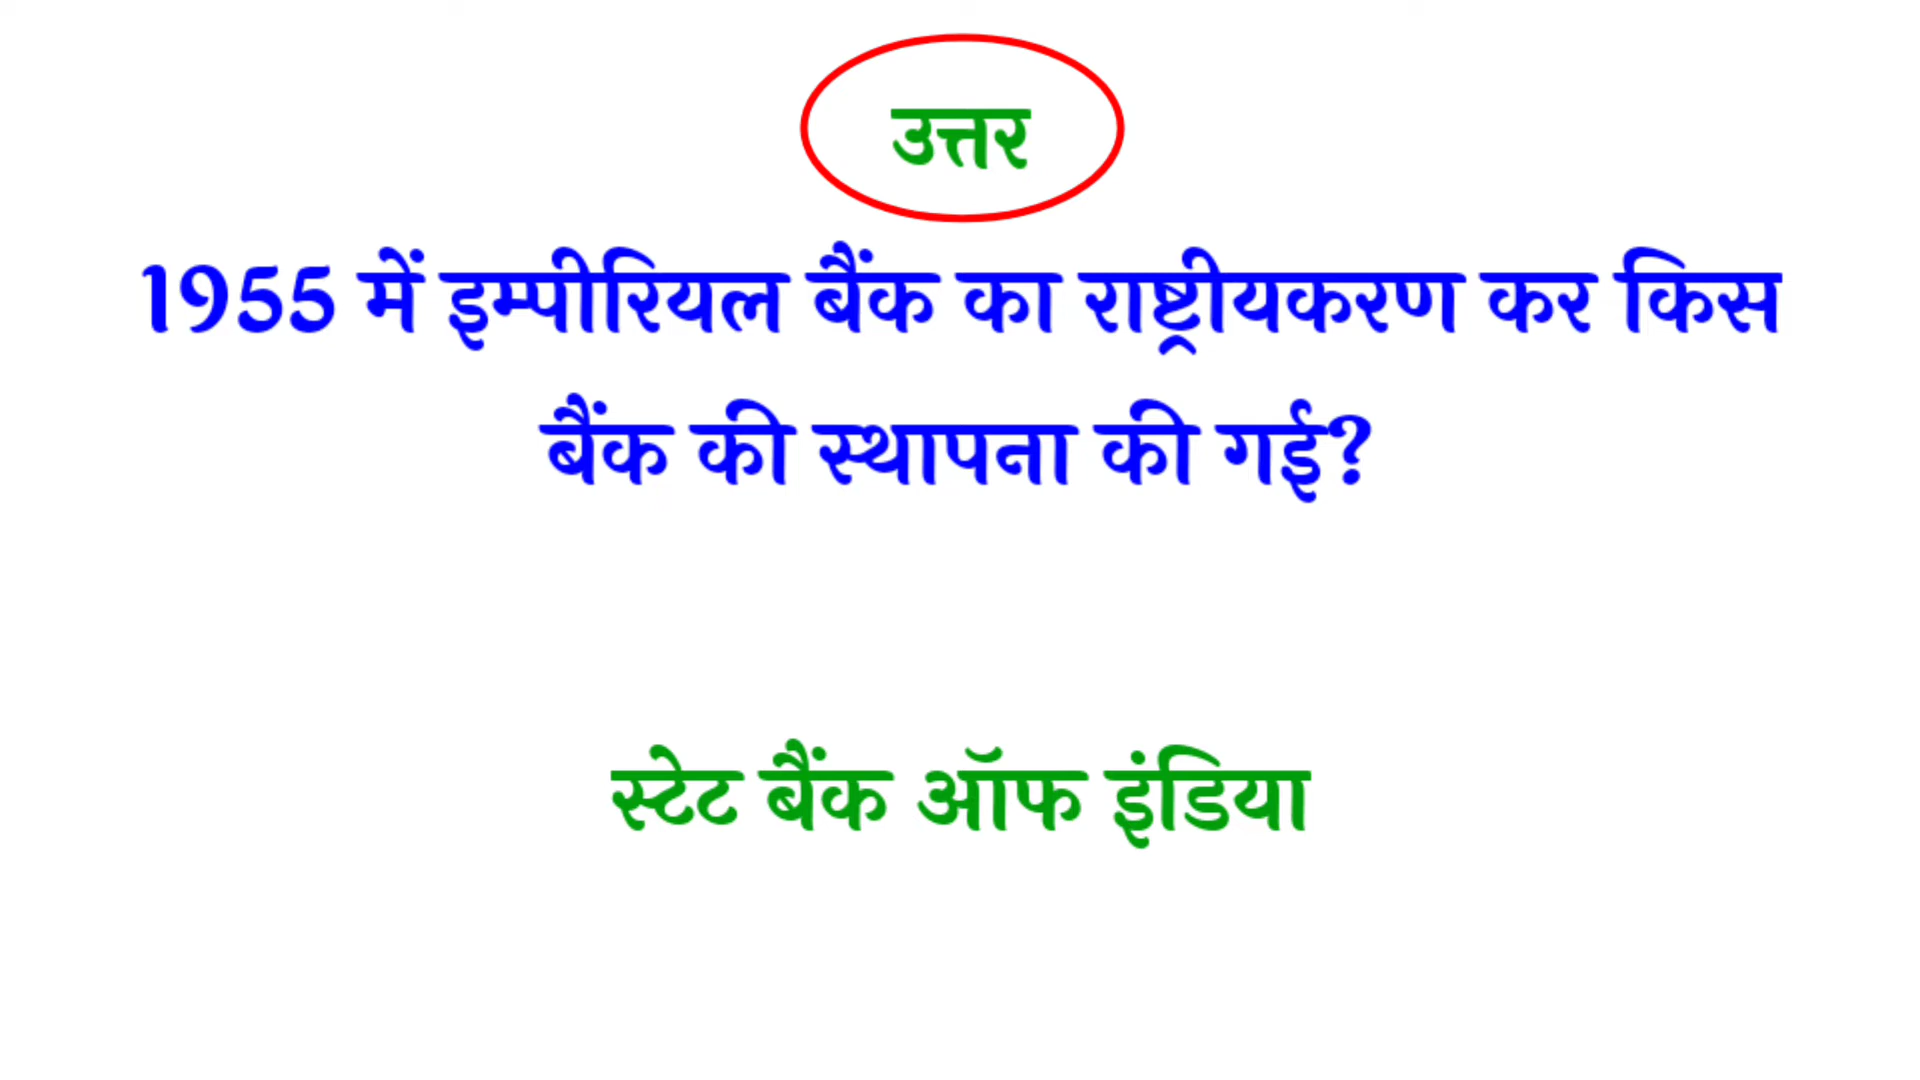 उत्तर
1955 में इम्पीरियल बैंक का राष्ट्रीयकरण कर किस
बैंक की स्थापना की गई?
स्टेट बैंक ऑफ इंडिया